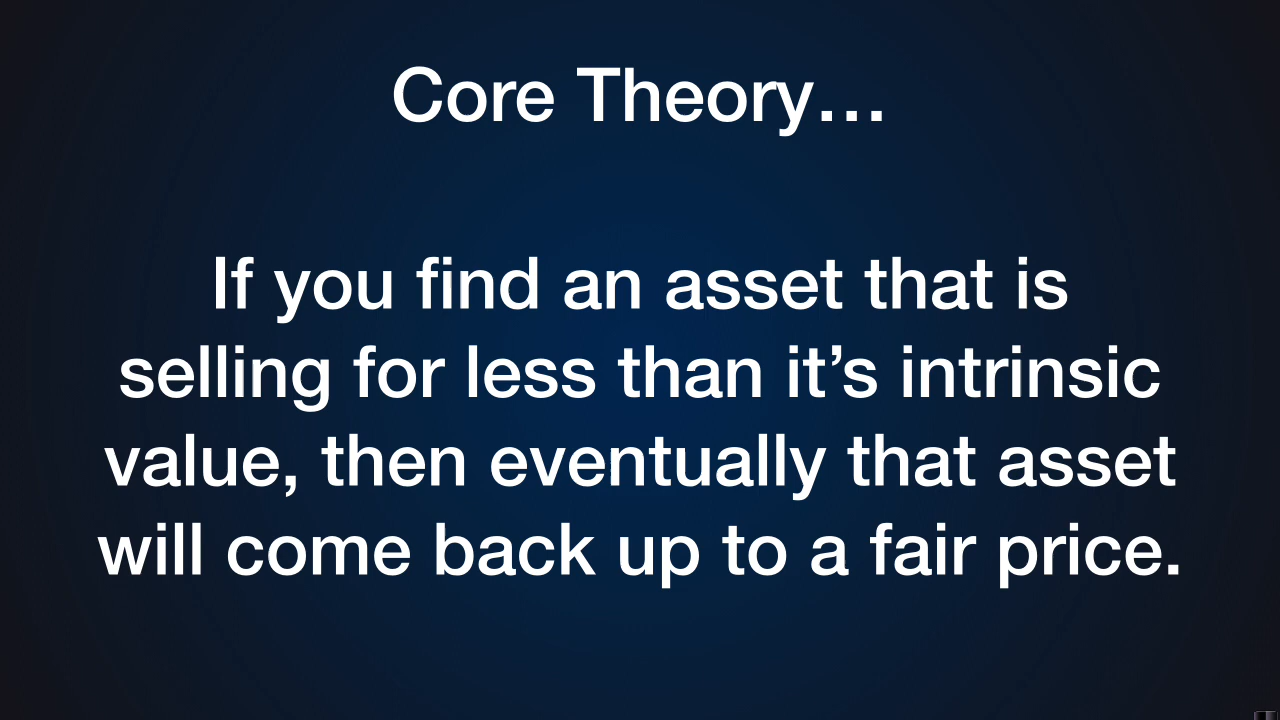 Core Theory…
If you find an asset that is
selling for less than it’s intrinsic
value, then eventually that asset
will come back up to a fair price.